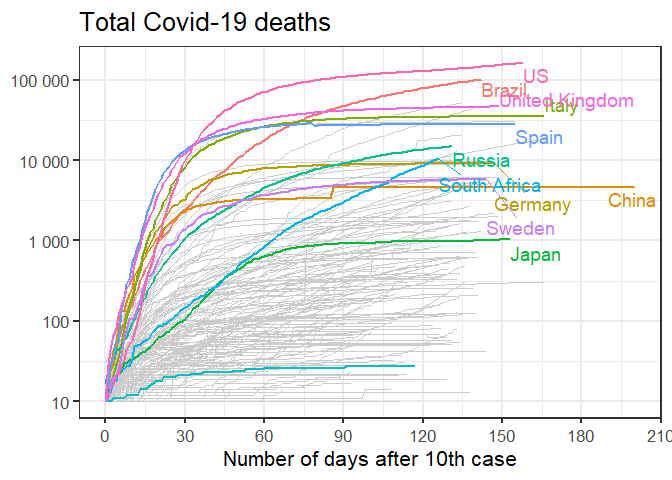 Total Covid-19 deaths
100 000
10 000
1 000
100
10
US
Brazil
United Kingdom
Italy
Spain
Russia
South Africa
China
Germany
Sweden
Japan
0 30 60 90 120 150 180 210
Number of days after 10th case